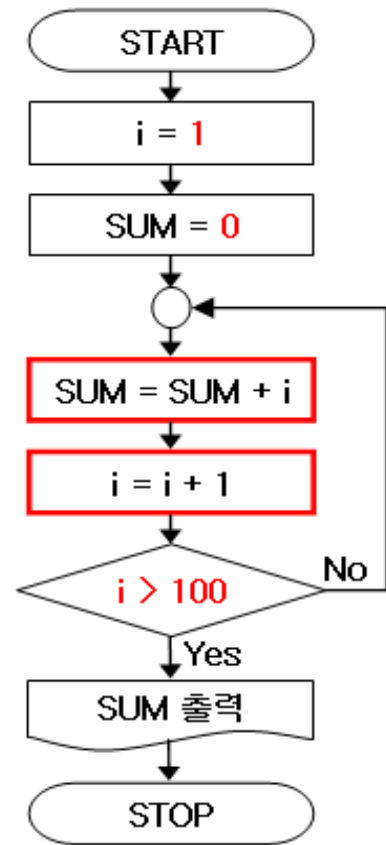 START
i = 1
SUM = 0
SUM = SUM + i
i = i + 1
i > 100
No
Yes
SUM 출력
STOP